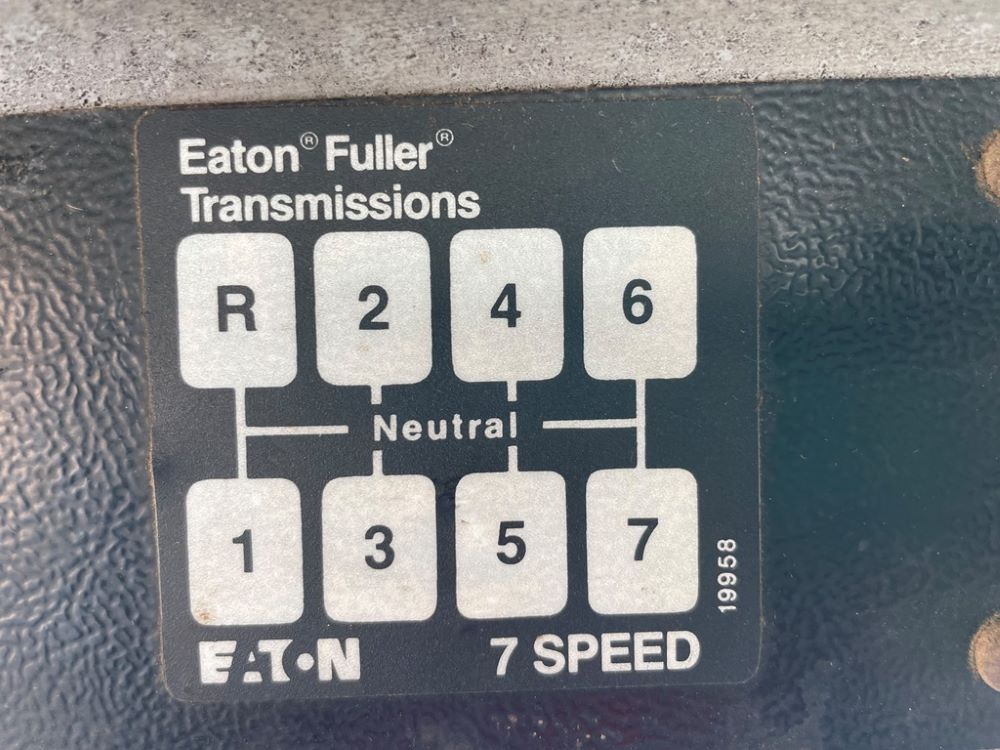 Eaton® Fuller®
Transmissions
R 2 4 6
Neutral
1 3 5 7
19958
EATON 7 SPEED